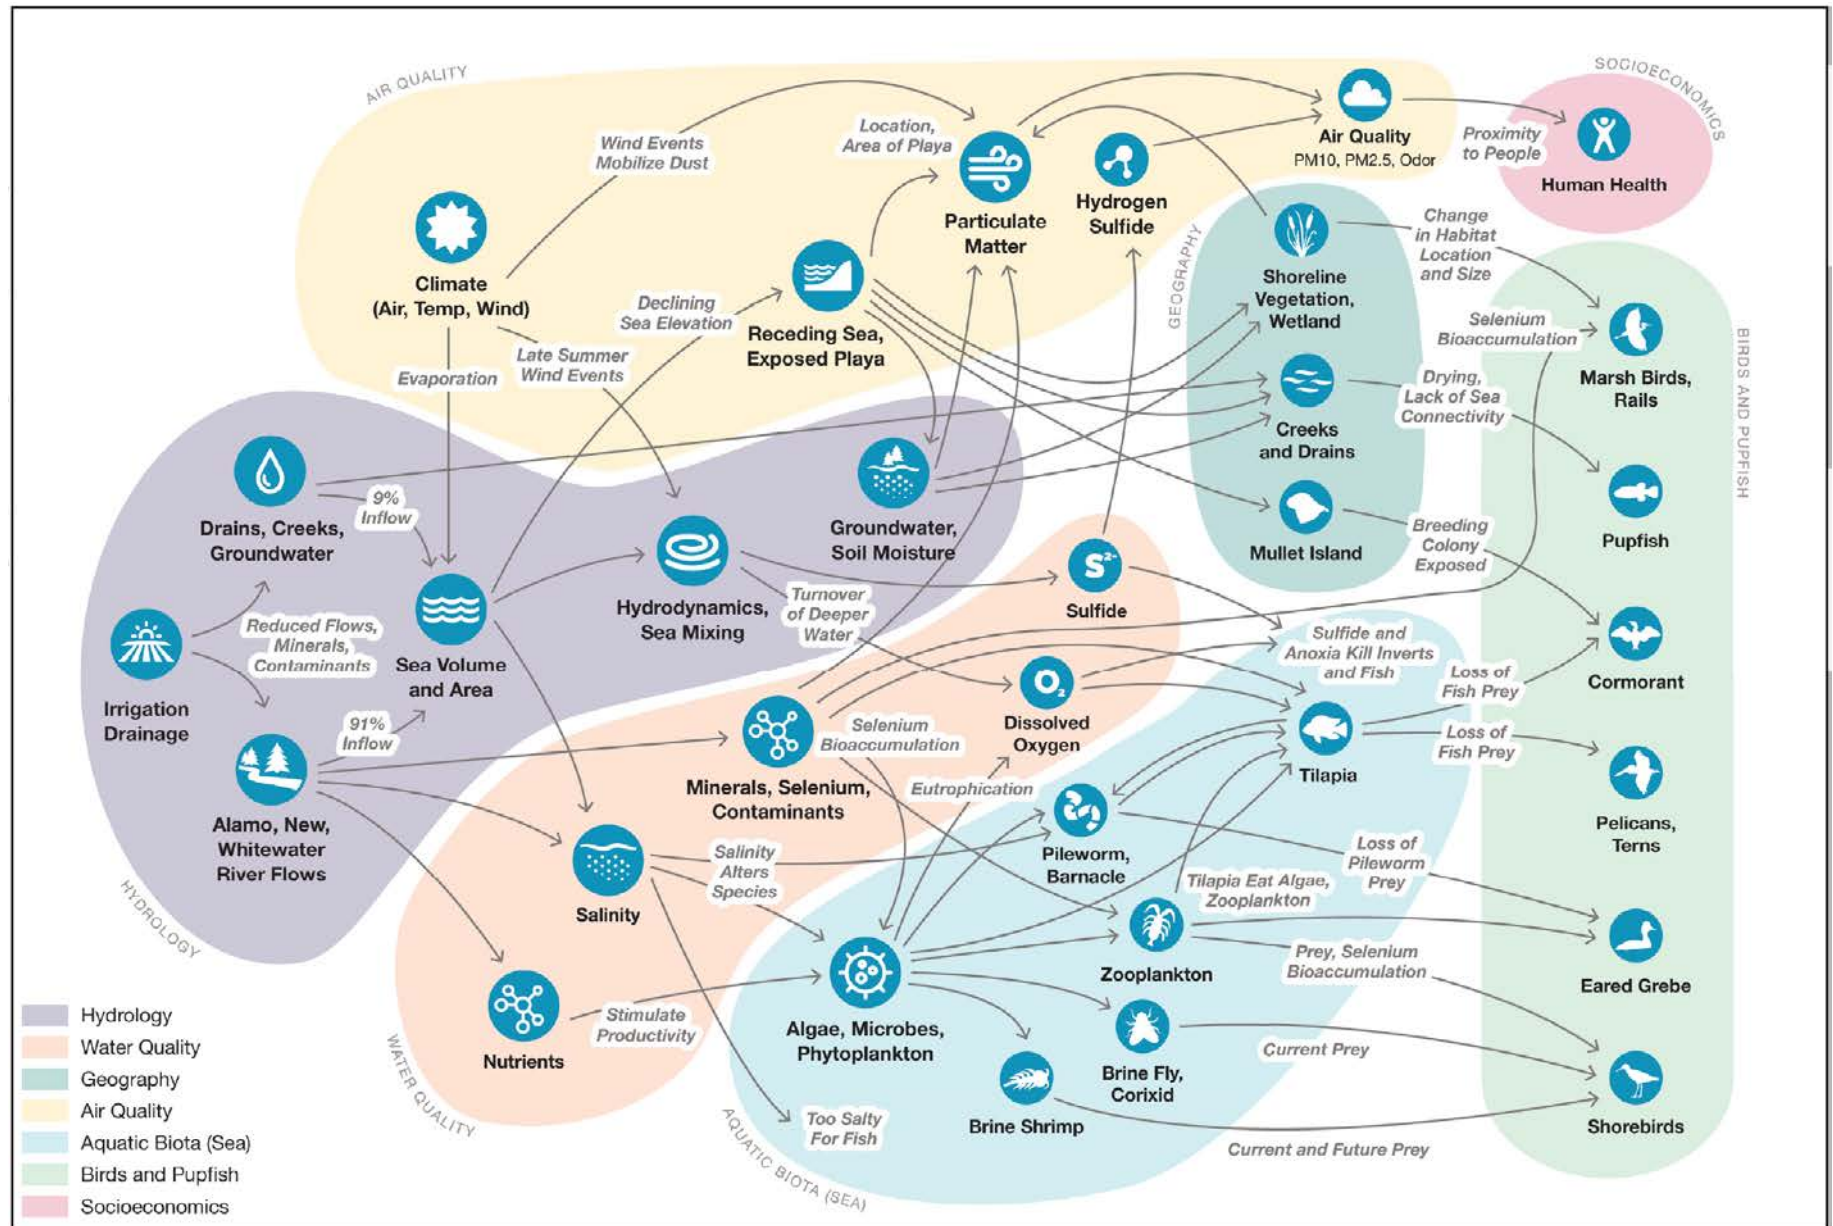 AIR QUALITY
SOCIOECONOMICS
Wind Events
Mobilize Dust
Location,
Area of Playa
Air Quality
PM10, PM2.5, Odor
Proximity
to People
Human Health
Particulate
Matter
Hydrogen
Sulfide
GEOGRAPHY
Change
in Habitat
Location
and Size
Climate
(Air, Temp, Wind)
Declining
Sea Elevation
Receding Sea,
Exposed Playa
Shoreline
Vegetation,
Wetland
Selenium
Bioaccumulation
Marsh Birds,
Rails
BIRDS AND PUPFISH
Evaporation
Late Summer
Wind Events
Creeks
and Drains
Drying,
Lack of Sea
Connectivity
Drains, Creeks,
Groundwater
9%
Inflow
Groundwater,
Soil Moisture
Mullet Island
Breeding
Colony
Exposed
Pupfish
Irrigation
Drainage
Reduced Flows,
Minerals,
Contaminants
Sea Volume
and Area
Hydrodynamics,
Sea Mixing
Turnover
of Deeper
Water
S2-
Sulfide
Sulfide and
Anoxia Kill Inverts
and Fish
Cormorant
91%
Inflow
Alamo, New,
Whitewater
River Flows
HYDROLOGY
Minerals, Selenium,
Contaminants
Selenium
Bioaccumulation
O2
Dissolved
Oxygen
Eutrophication
Tilapia
Loss of
Fish Prey
Loss of
Fish Prey
Pelicans,
Terns
Salinity
Salinity
Alters
Species
Pileworm,
Barnacle
Loss of
Pileworm
Prey
Tilapia Eat Algae,
Zooplankton
Zooplankton
Prey, Selenium
Bioaccumulation
Eared Grebe
Nutrients
Stimulate
Productivity
WATER QUALITY
Algae, Microbes,
Phytoplankton
Brine Fly,
Corixid
Current Prey
Brine Shrimp
Too Salty
For Fish
AQUATIC BIOTA (SEA)
Current and Future Prey
Shorebirds
Hydrology
Water Quality
Geography
Air Quality
Aquatic Biota (Sea)
Birds and Pupfish
Socioeconomics